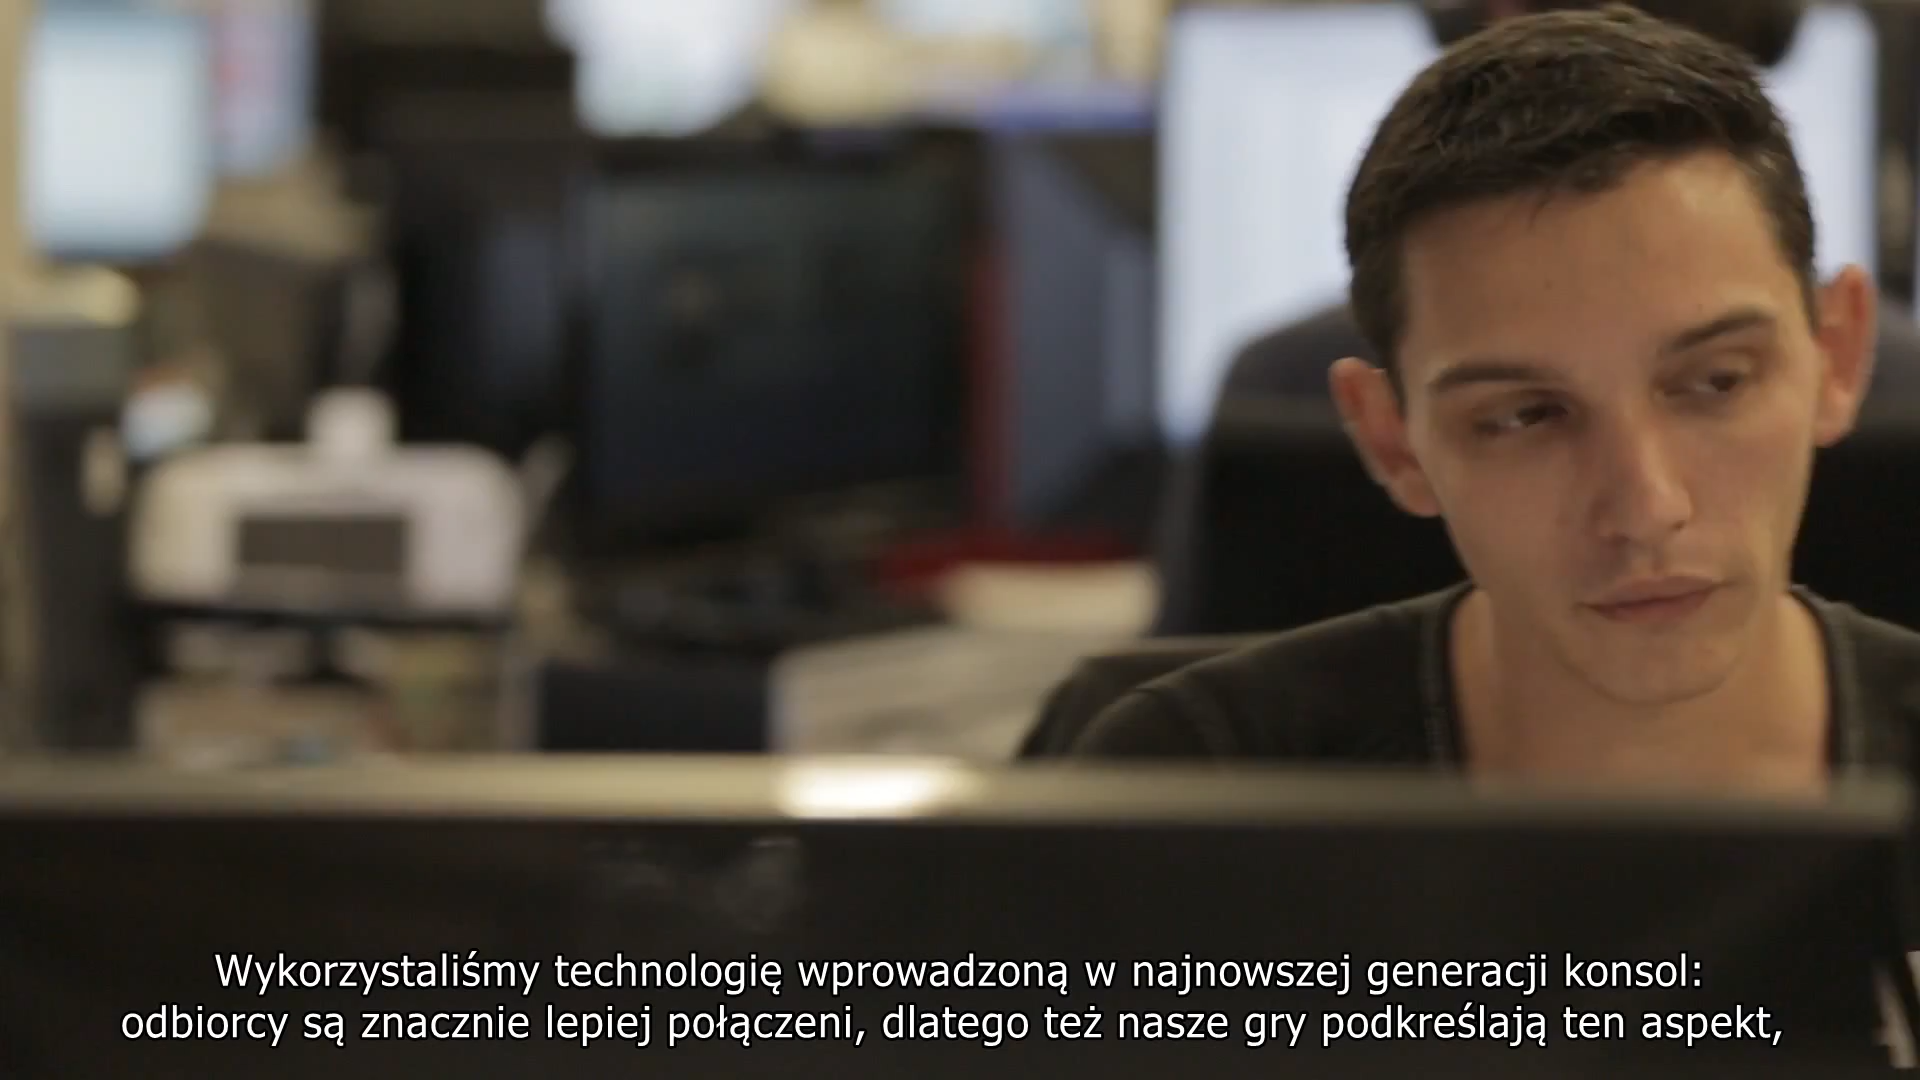 Wykorzystaliśmy technologię wprowadzoną w najnowszej generacji konsol:
odbiorcy są znacznie lepiej połączeni, dlatego też nasze gry podkreślają ten aspekt,